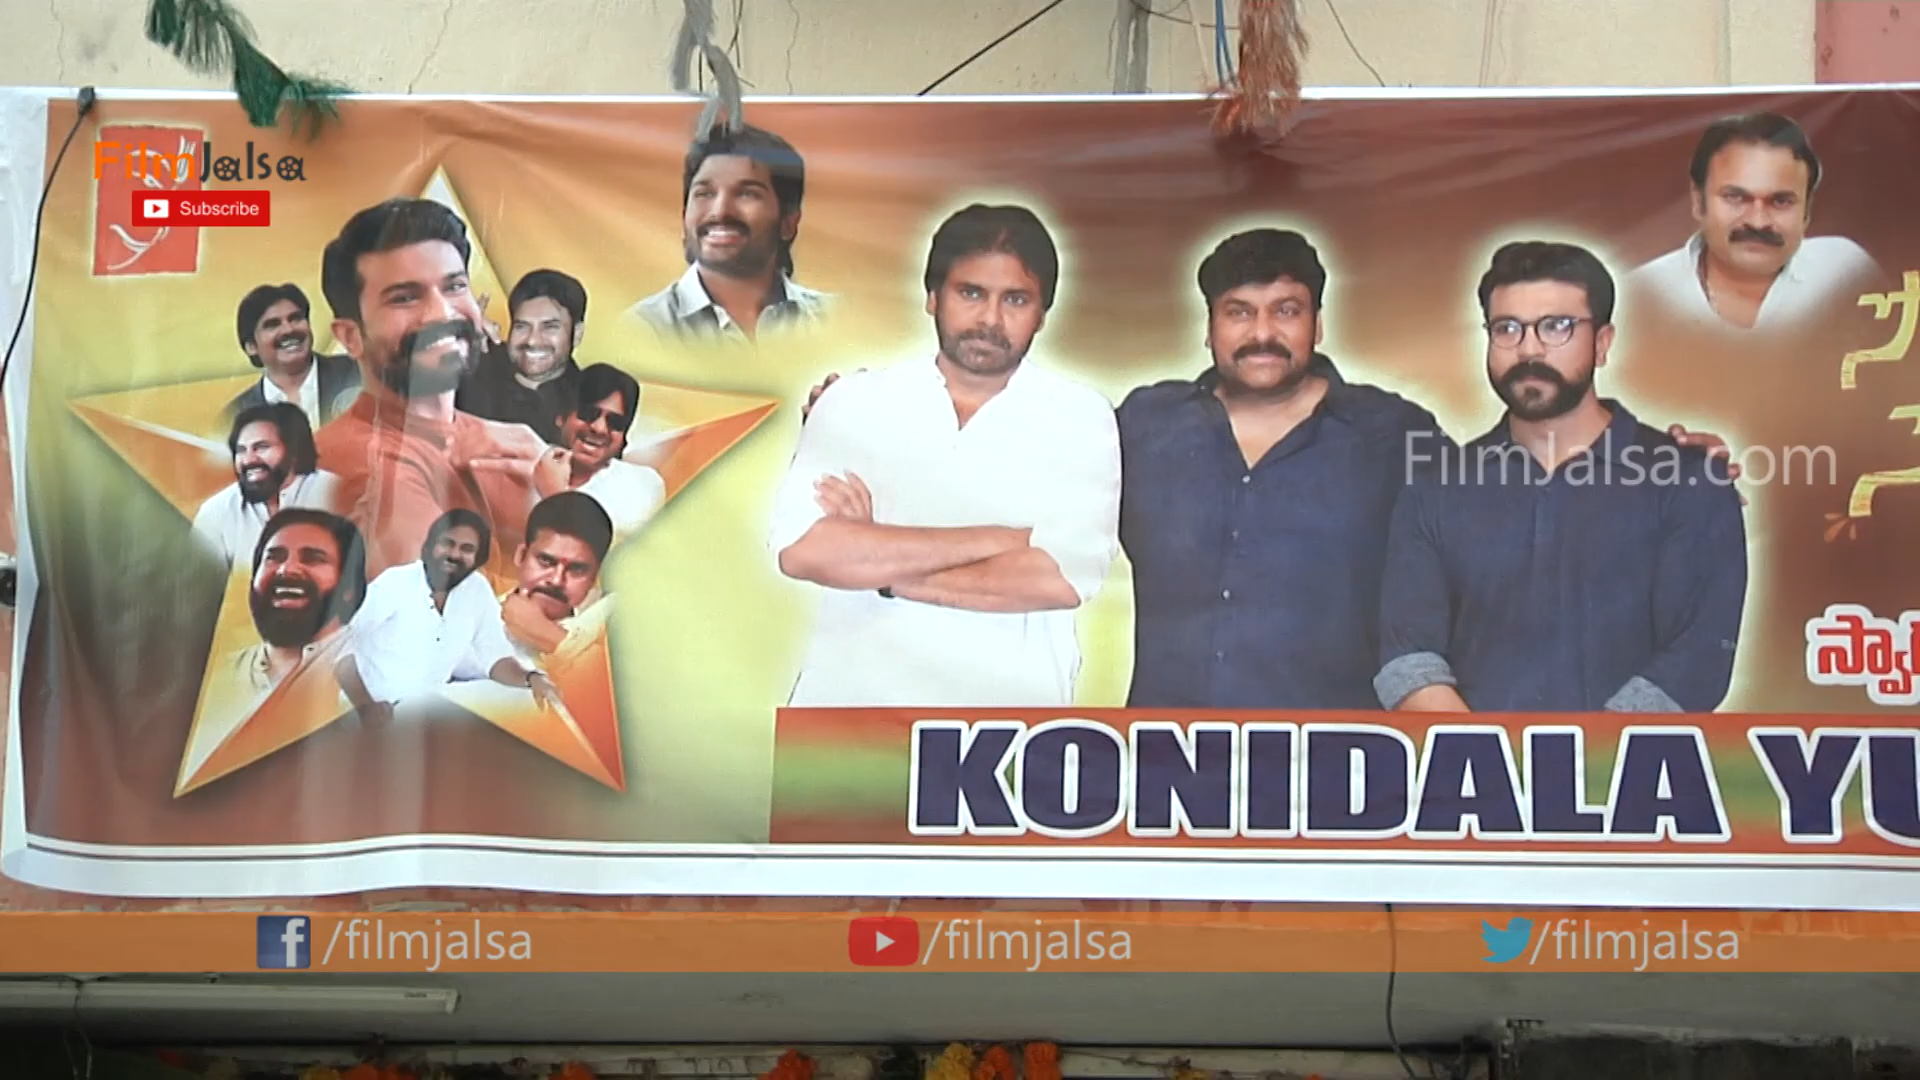 FilmJalsa
Subscribe
FilmJalsa.com
KONIDALA YU
/filmjalsa
/filmjalsa
/filmjalsa